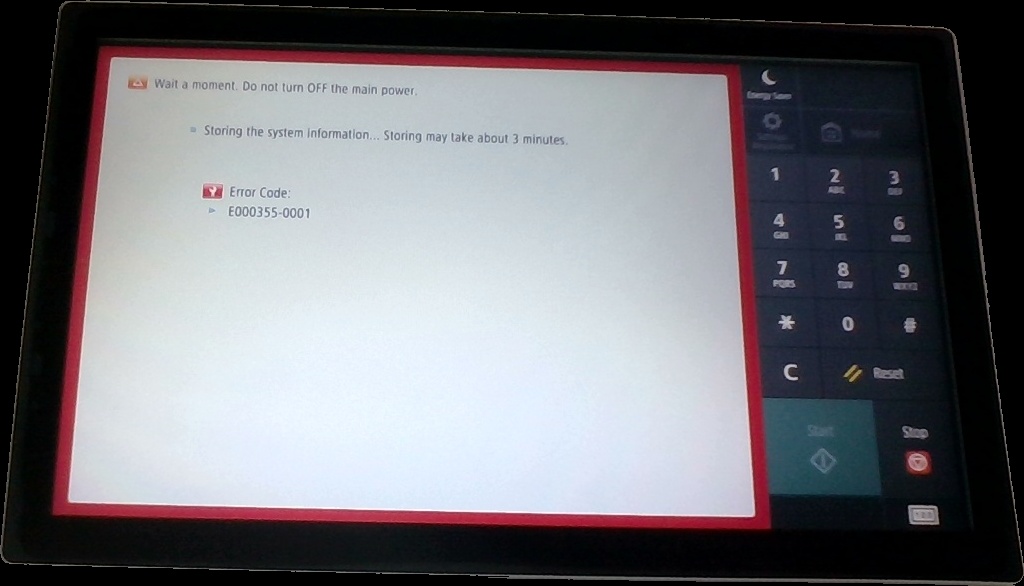 Wait a moment. Do not turn OFF the main power.
Storing the system information... Storing may take about 3 minutes.
Error Code:
E000355-0001
Energy Saver
Home
1
2
ABC
3
DEF
4
GHI
5
JKL
6
MNO
7
PQRS
8
TUV
9
WXYZ
*
0
#
C
Reset
Start
Stop